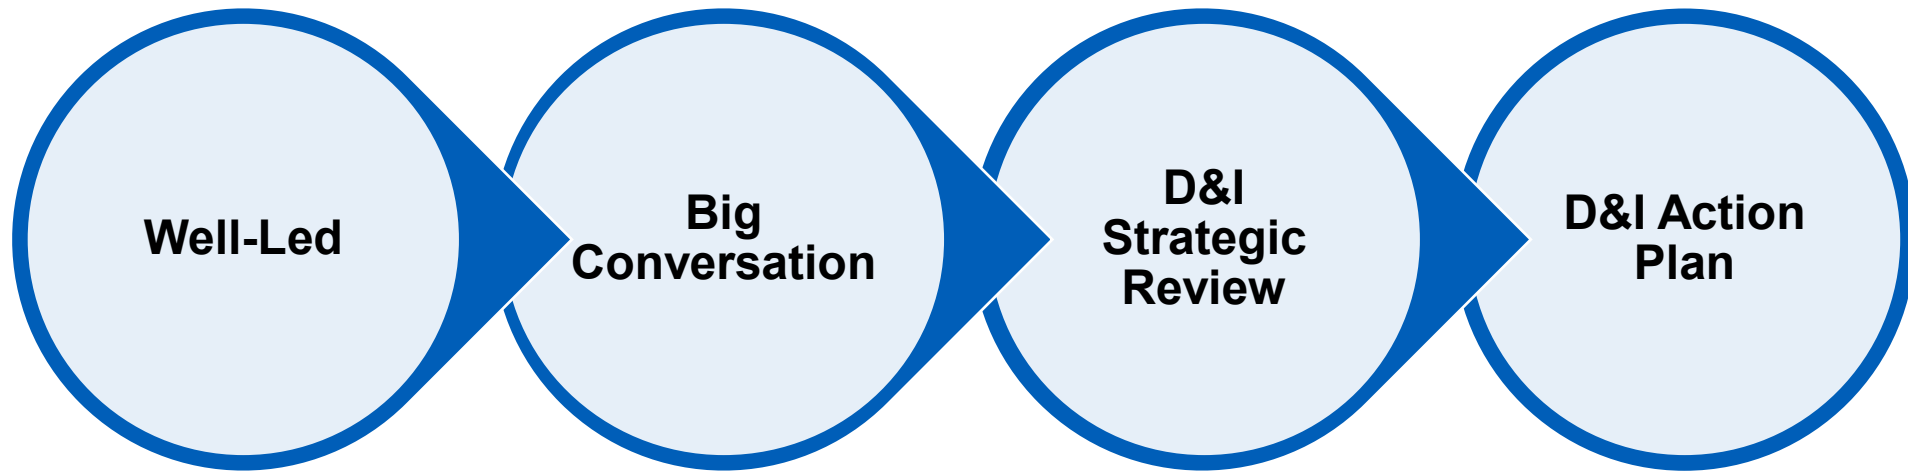 Well-Led
Big
Conversation
D&I
Strategic
Review
D&I Action
Plan